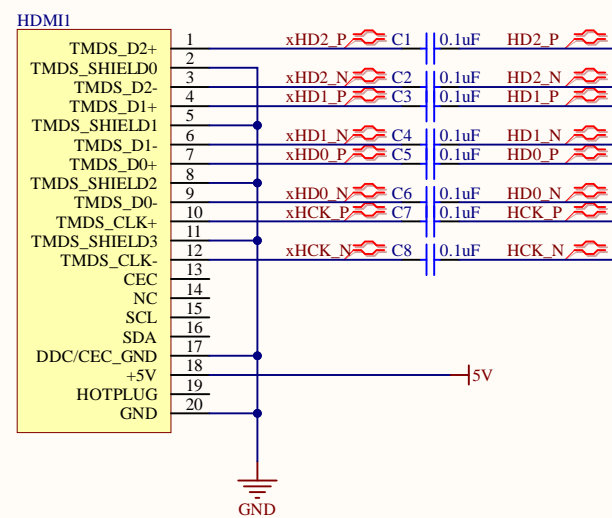 HDMI1
TMDS_D2+ 1 xHD2_P C1 0.1uF HD2_P
TMDS_SHIELD0 2
TMDS_D2- 3 xHD2_N C2 0.1uF HD2_N
TMDS_D1+ 4 xHD1_P C3 0.1uF HD1_P
TMDS_SHIELD1 5
TMDS_D1- 6 xHD1_N C4 0.1uF HD1_N
TMDS_D0+ 7 xHD0_P C5 0.1uF HD0_P
TMDS_SHIELD2 8
TMDS_D0- 9 xHD0_N C6 0.1uF HD0_N
TMDS_CLK+ 10 xHCK_P C7 0.1uF HCK_P
TMDS_SHIELD3 11
TMDS_CLK- 12 xHCK_N C8 0.1uF HCK_N
CEC 13
NC 14
SCL 15
SDA 16
DDC/CEC_GND 17
+5V 18 5V
HOTPLUG 19
GND 20
GND